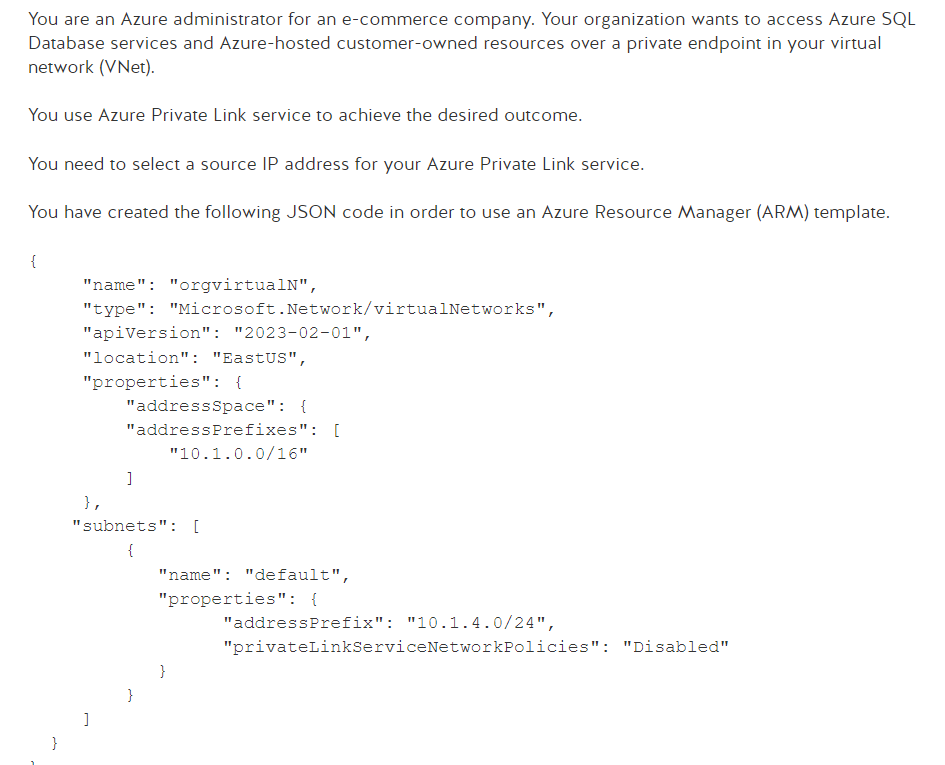 You are an Azure administrator for an e-commerce company. Your organization wants to access Azure SQL
Database services and Azure-hosted customer-owned resources over a private endpoint in your virtual
network (VNet).
You use Azure Private Link service to achieve the desired outcome.
You need to select a source IP address for your Azure Private Link service.
You have created the following JSON code in order to use an Azure Resource Manager (ARM) template.
{
"name": "orgvirtualN",
"type": "Microsoft.Network/virtualNetworks",
"apiVersion": "2023-02-01",
"location": "EastUS",
"properties": {
"addressSpace": {
"addressPrefixes": [
"10.1.0.0/16"
]
},
"subnets": [
{
"name": "default",
"properties": {
"addressPrefix": "10.1.4.0/24",
"privateLinkServiceNetworkPolicies": "Disabled"
}
}
]
}